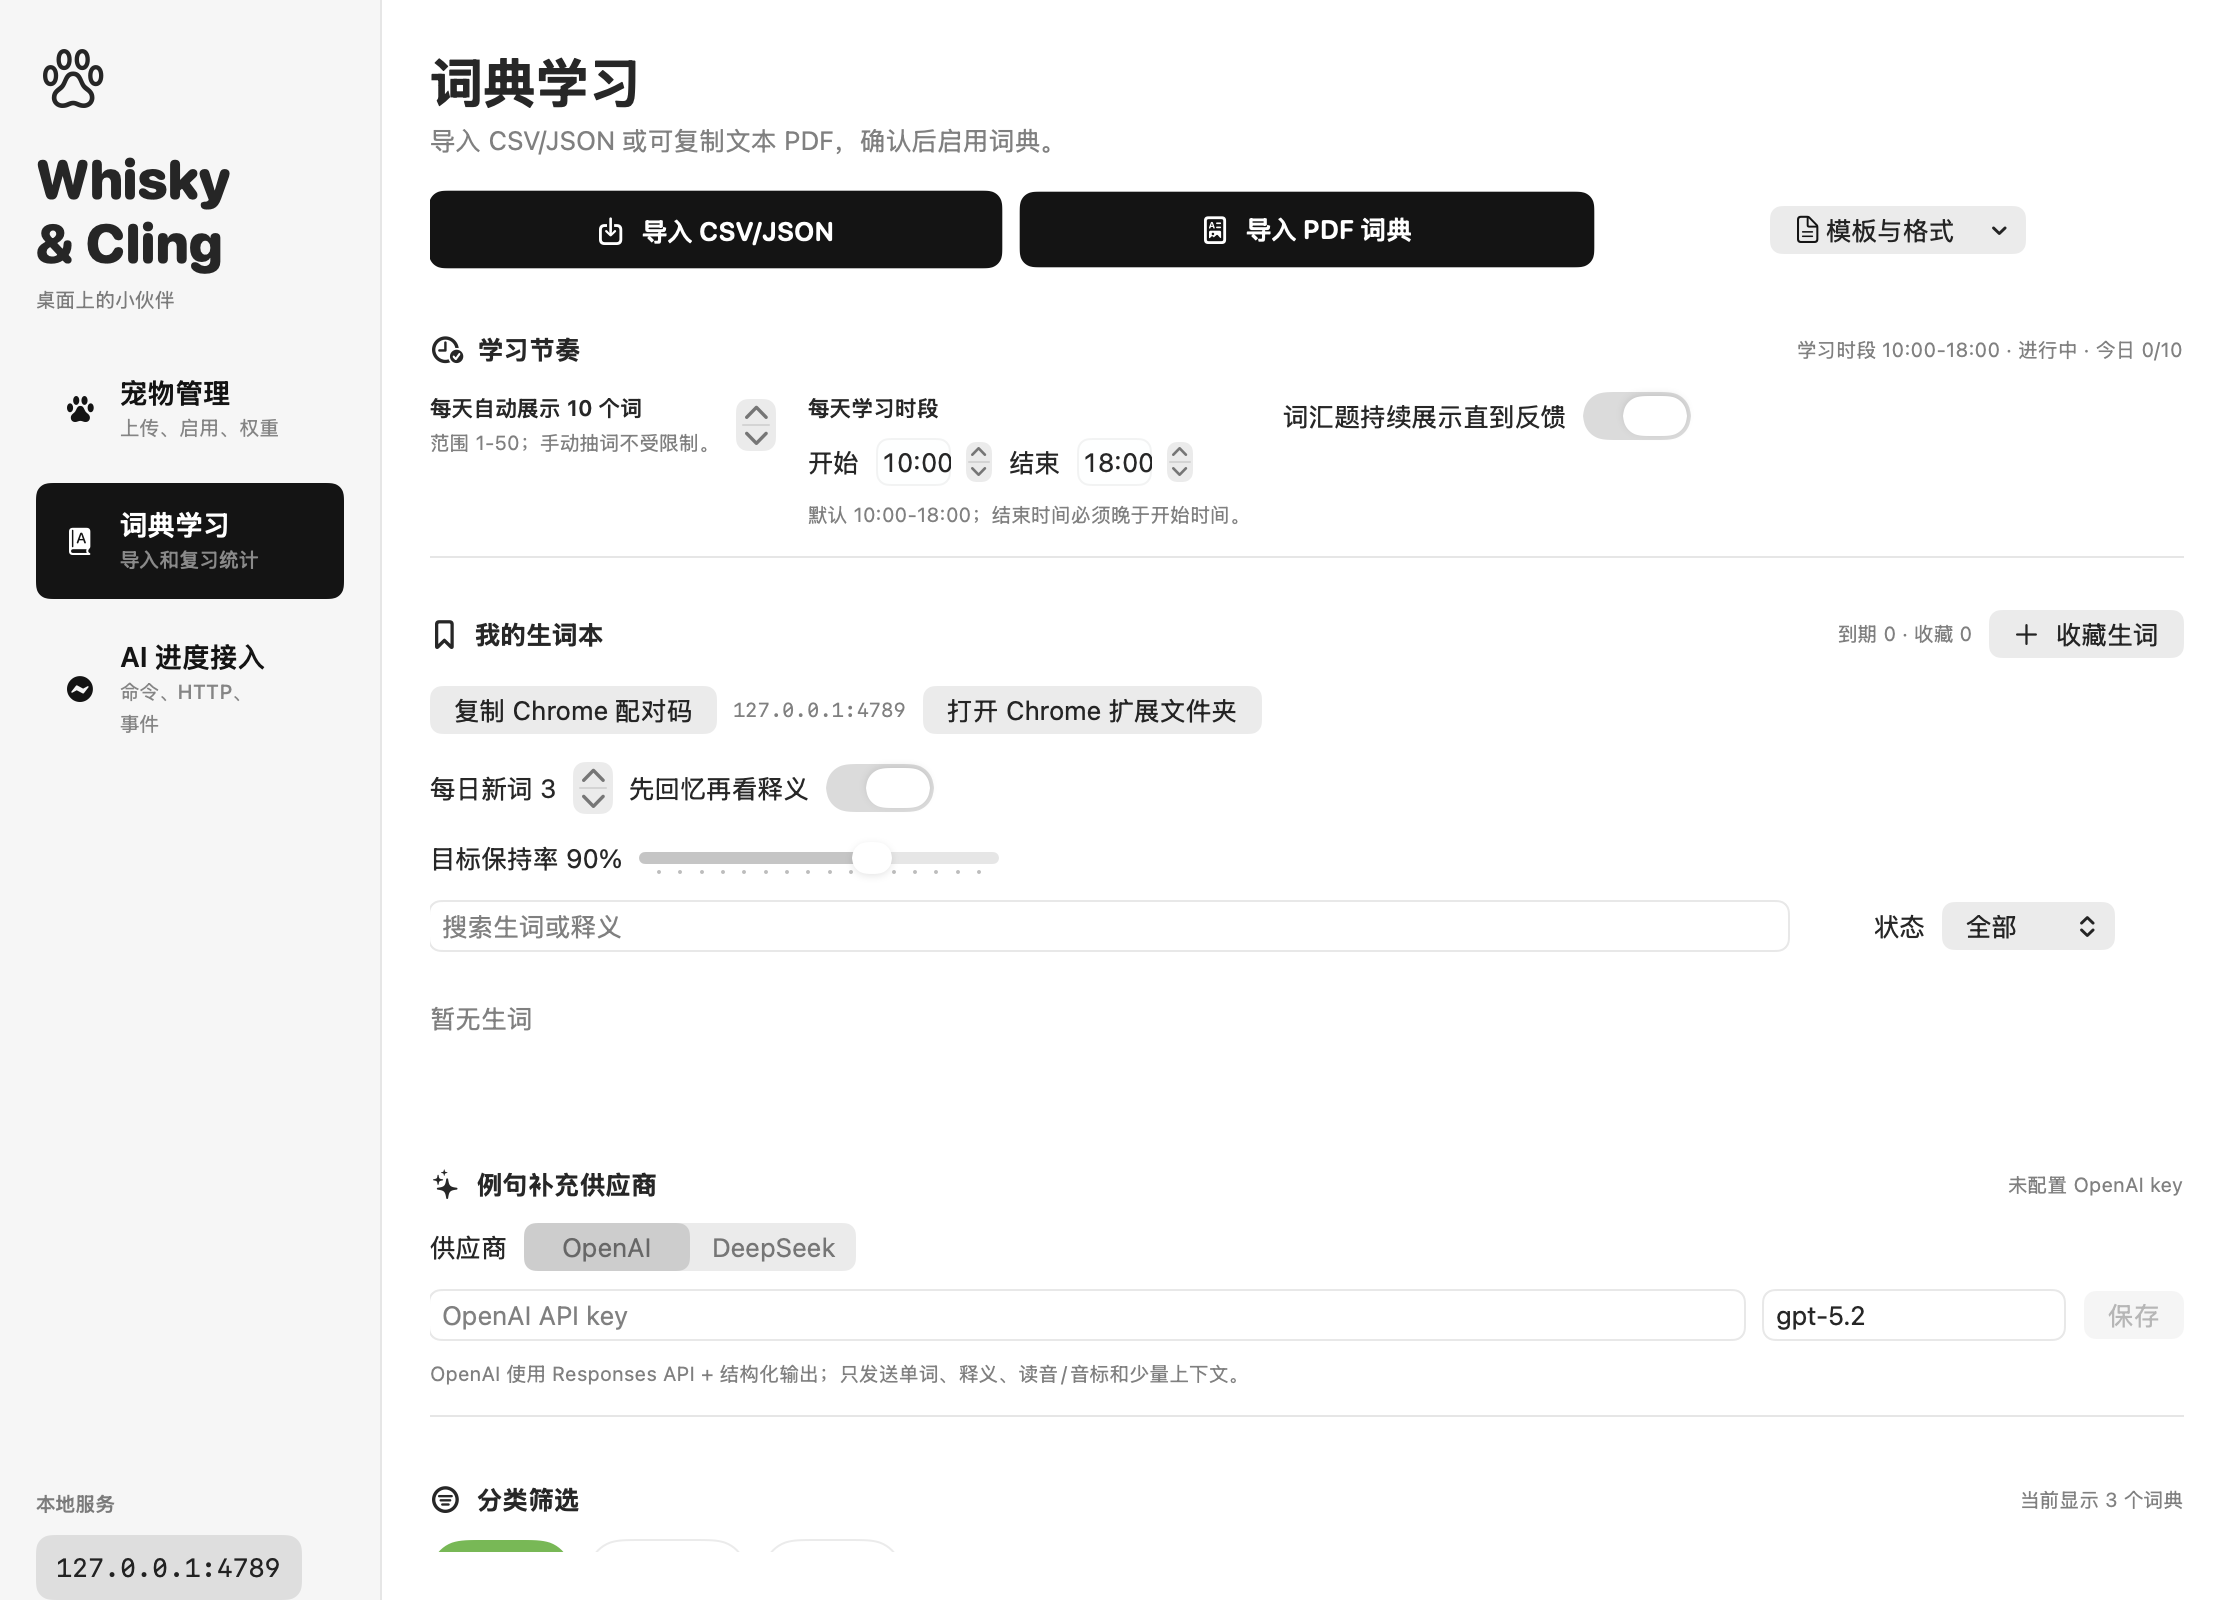 Whisky
& Cling
桌面上的小伙伴
宠物管理
上传、启用、权重
词典学习
导入和复习统计
AI 进度接入
命令、HTTP、
事件
本地服务
127.0.0.1:4789
词典学习
导入 CSV/JSON 或可复制文本 PDF，确认后启用词典。
导入 CSV/JSON
导入 PDF 词典
模板与格式
学习节奏
学习时段 10:00-18:00 · 进行中 · 今日 0/10
每天自动展示 10 个词
范围 1-50；手动抽词不受限制。
每天学习时段
开始 10:00 结束 18:00
默认 10:00-18:00；结束时间必须晚于开始时间。
词汇题持续展示直到反馈
我的生词本
到期 0 · 收藏 0
收藏生词
复制 Chrome 配对码 127.0.0.1:4789 打开 Chrome 扩展文件夹
每日新词 3 先回忆再看释义
目标保持率 90%
搜索生词或释义
状态 全部
暂无生词
例句补充供应商
未配置 OpenAI key
供应商 OpenAI DeepSeek
OpenAI API key
gpt-5.2
保存
OpenAI 使用 Responses API + 结构化输出；只发送单词、释义、读音/音标和少量上下文。
分类筛选
当前显示 3 个词典